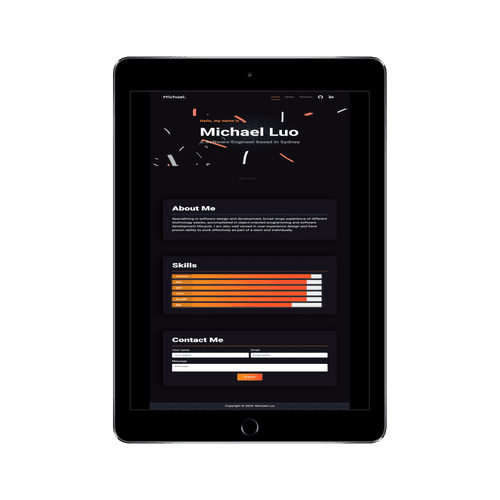 Michael.
Home Skills Portfolio
Hello, my name is
Michael Luo
A Software Engineer based in Sydney
About Me
Specializing in software design and development, broad range experience of different
technology stacks, accomplished in object-oriented programming and software
development lifecycle. I am also well versed in user experience design and have
proven ability to work effectively as part of a team and individually.
Skills
Contact Me
Your name
Email
Message
Copyright © 2020, Michael Luo